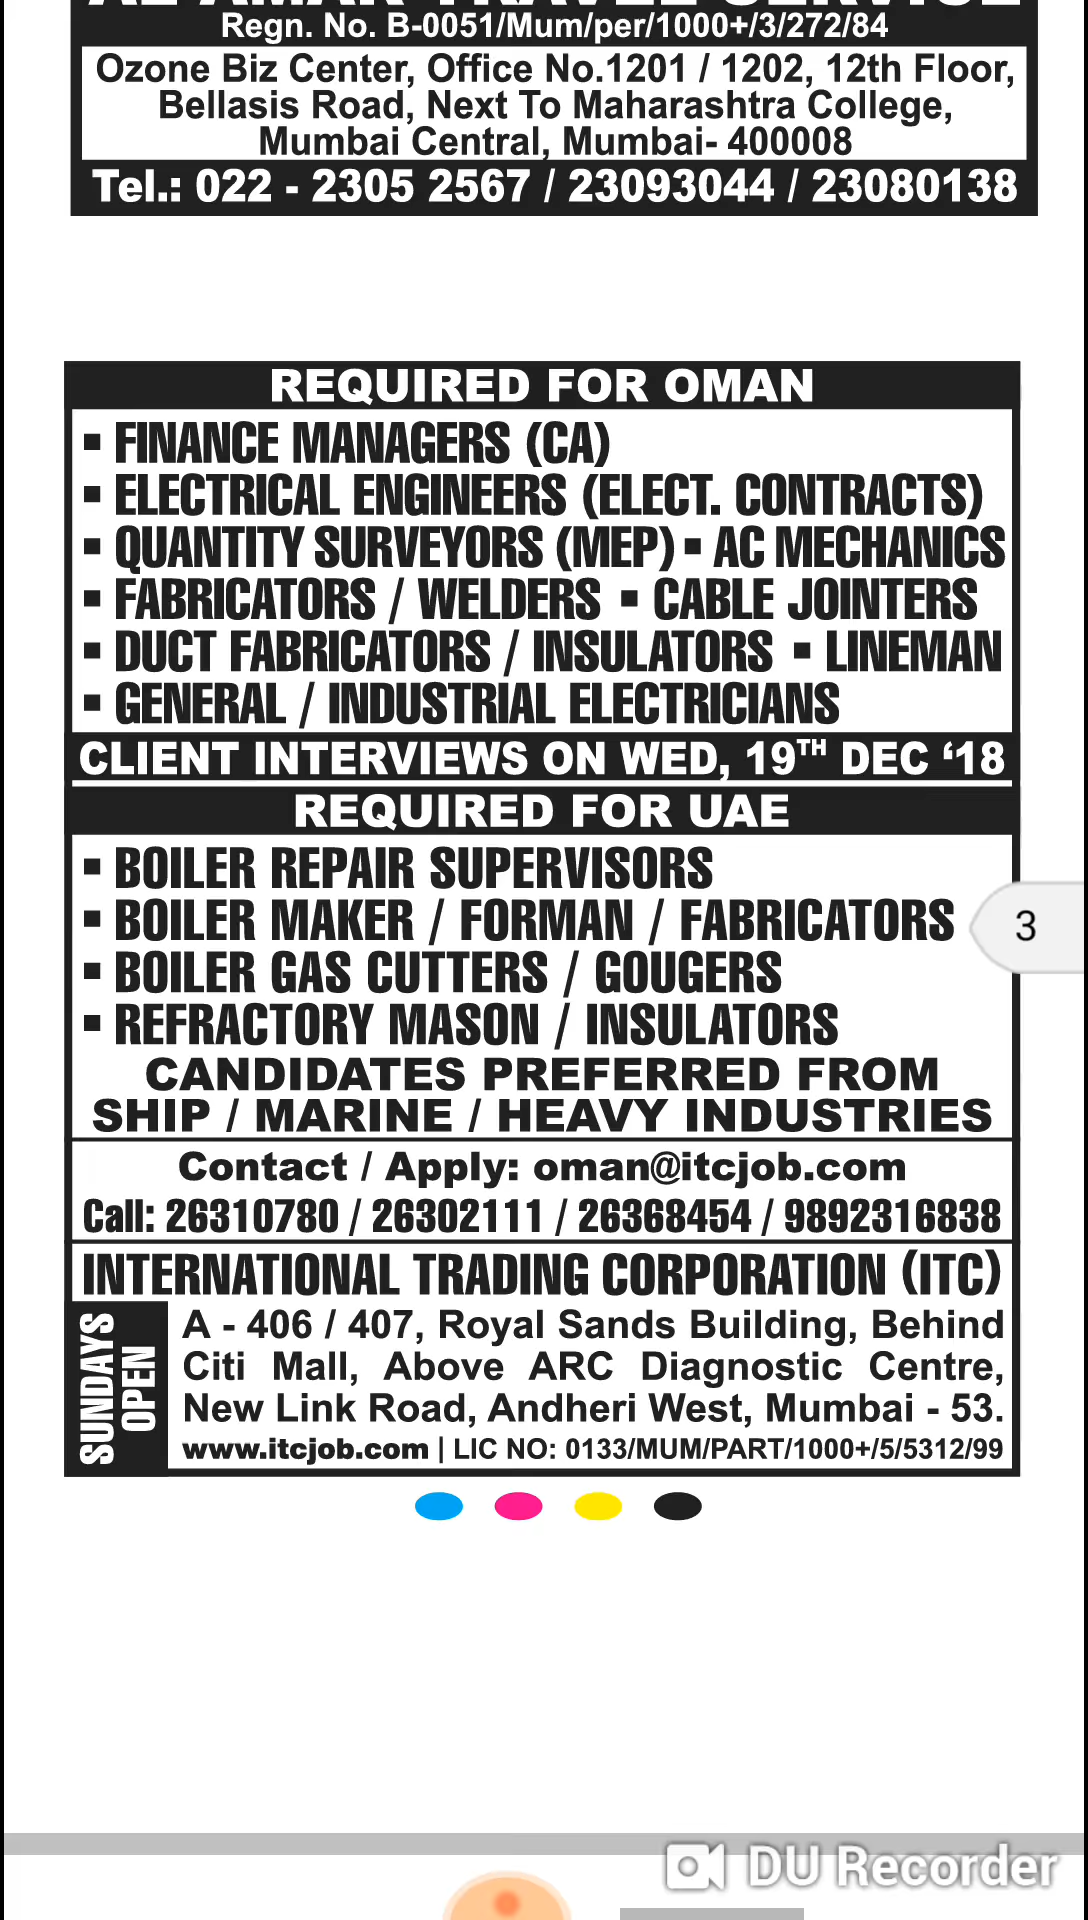 AL AMAR TRAVEL SERVICE
Regn. No. B-0051/Mum/per/1000+/3/272/84
Ozone Biz Center, Office No.1201 / 1202, 12th Floor,
Bellasis Road, Next To Maharashtra College,
Mumbai Central, Mumbai- 400008
Tel.: 022 - 2305 2567 / 23093044 / 23080138
REQUIRED FOR OMAN
▪ FINANCE MANAGERS (CA)
▪ ELECTRICAL ENGINEERS (ELECT. CONTRACTS)
▪ QUANTITY SURVEYORS (MEP) ▪ AC MECHANICS
▪ FABRICATORS / WELDERS ▪ CABLE JOINTERS
▪ DUCT FABRICATORS / INSULATORS ▪ LINEMAN
▪ GENERAL / INDUSTRIAL ELECTRICIANS
CLIENT INTERVIEWS ON WED, 19TH DEC ‘18
REQUIRED FOR UAE
▪ BOILER REPAIR SUPERVISORS
▪ BOILER MAKER / FORMAN / FABRICATORS
3
▪ BOILER GAS CUTTERS / GOUGERS
▪ REFRACTORY MASON / INSULATORS
CANDIDATES PREFERRED FROM
SHIP / MARINE / HEAVY INDUSTRIES
Contact / Apply: oman@itcjob.com
Call: 26310780 / 26302111 / 26368454 / 9892316838
INTERNATIONAL TRADING CORPORATION (ITC)
SUNDAYS
OPEN
A - 406 / 407, Royal Sands Building, Behind
Citi Mall, Above ARC Diagnostic Centre,
New Link Road, Andheri West, Mumbai - 53.
www.itcjob.com | LIC NO: 0133/MUM/PART/1000+/5/5312/99
DU Recorder